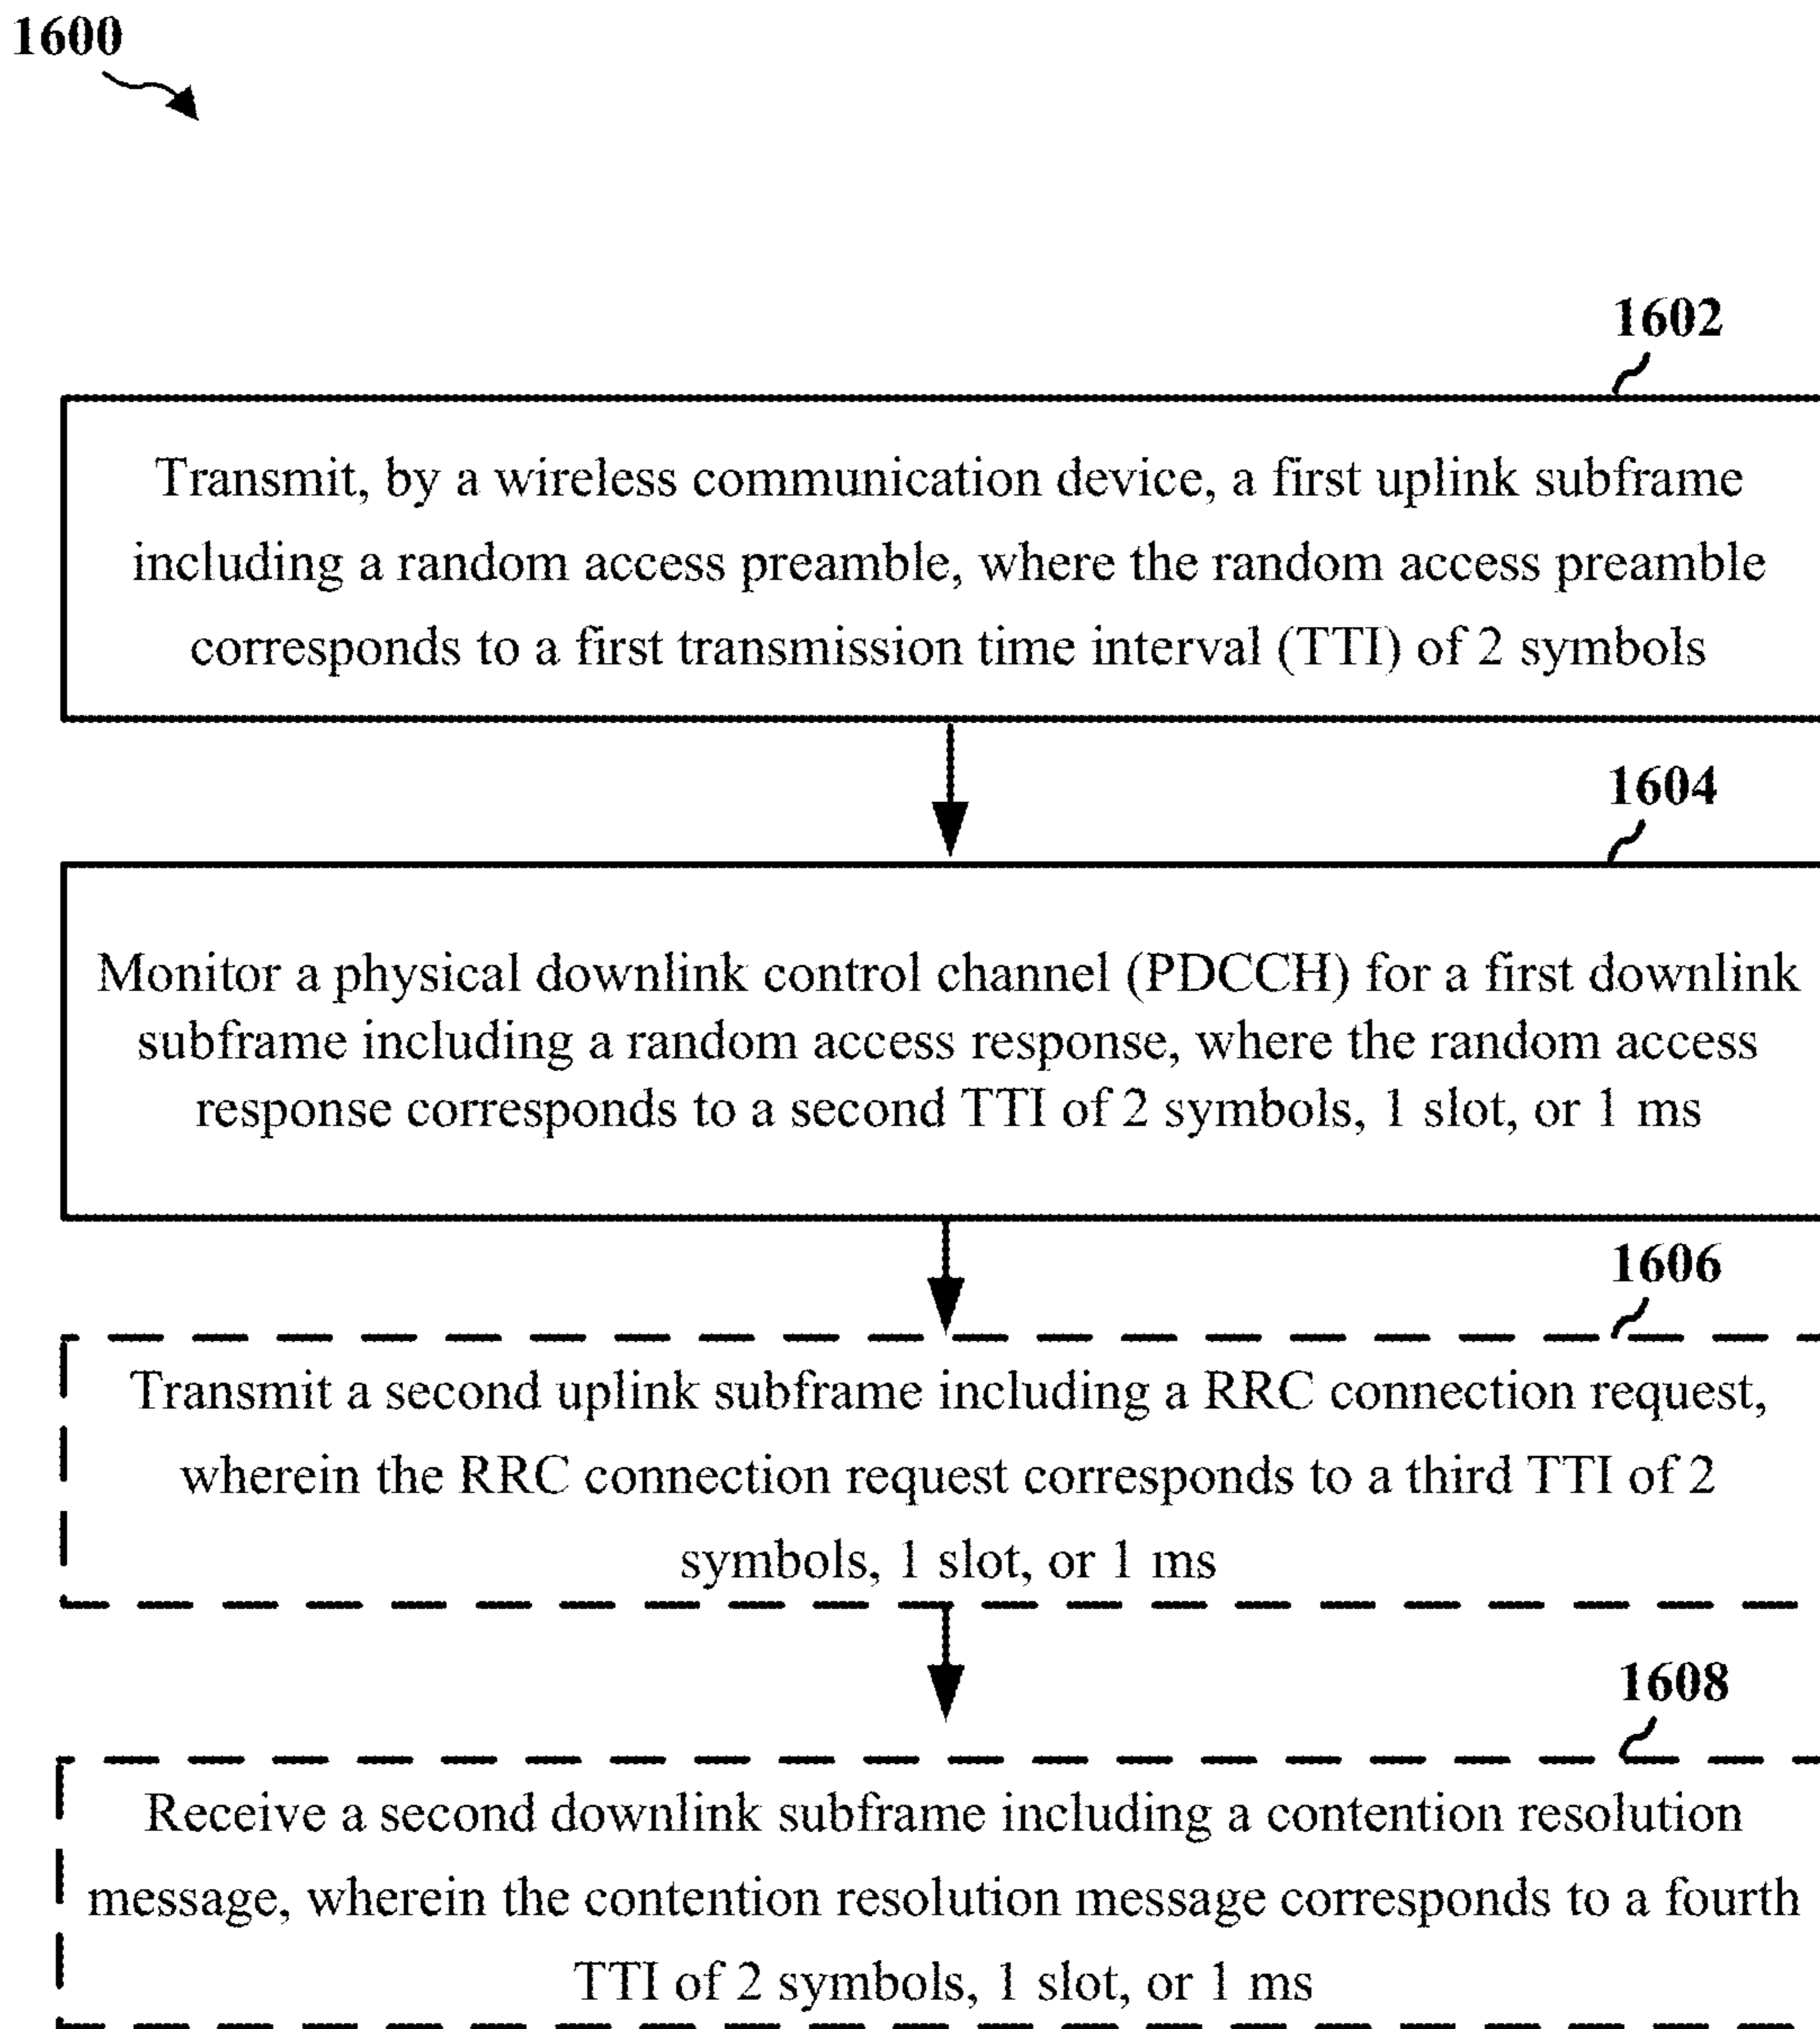 1600
1602
Transmit, by a wireless communication device, a first uplink subframe
including a random access preamble, where the random access preamble
corresponds to a first transmission time interval (TTI) of 2 symbols
1604
Monitor a physical downlink control channel (PDCCH) for a first downlink
subframe including a random access response, where the random access
response corresponds to a second TTI of 2 symbols, 1 slot, or 1 ms
1606
Transmit a second uplink subframe including a RRC connection request,
wherein the RRC connection request corresponds to a third TTI of 2
symbols, 1 slot, or 1 ms
1608
Receive a second downlink subframe including a contention resolution
message, wherein the contention resolution message corresponds to a fourth
TTI of 2 symbols, 1 slot, or 1 ms